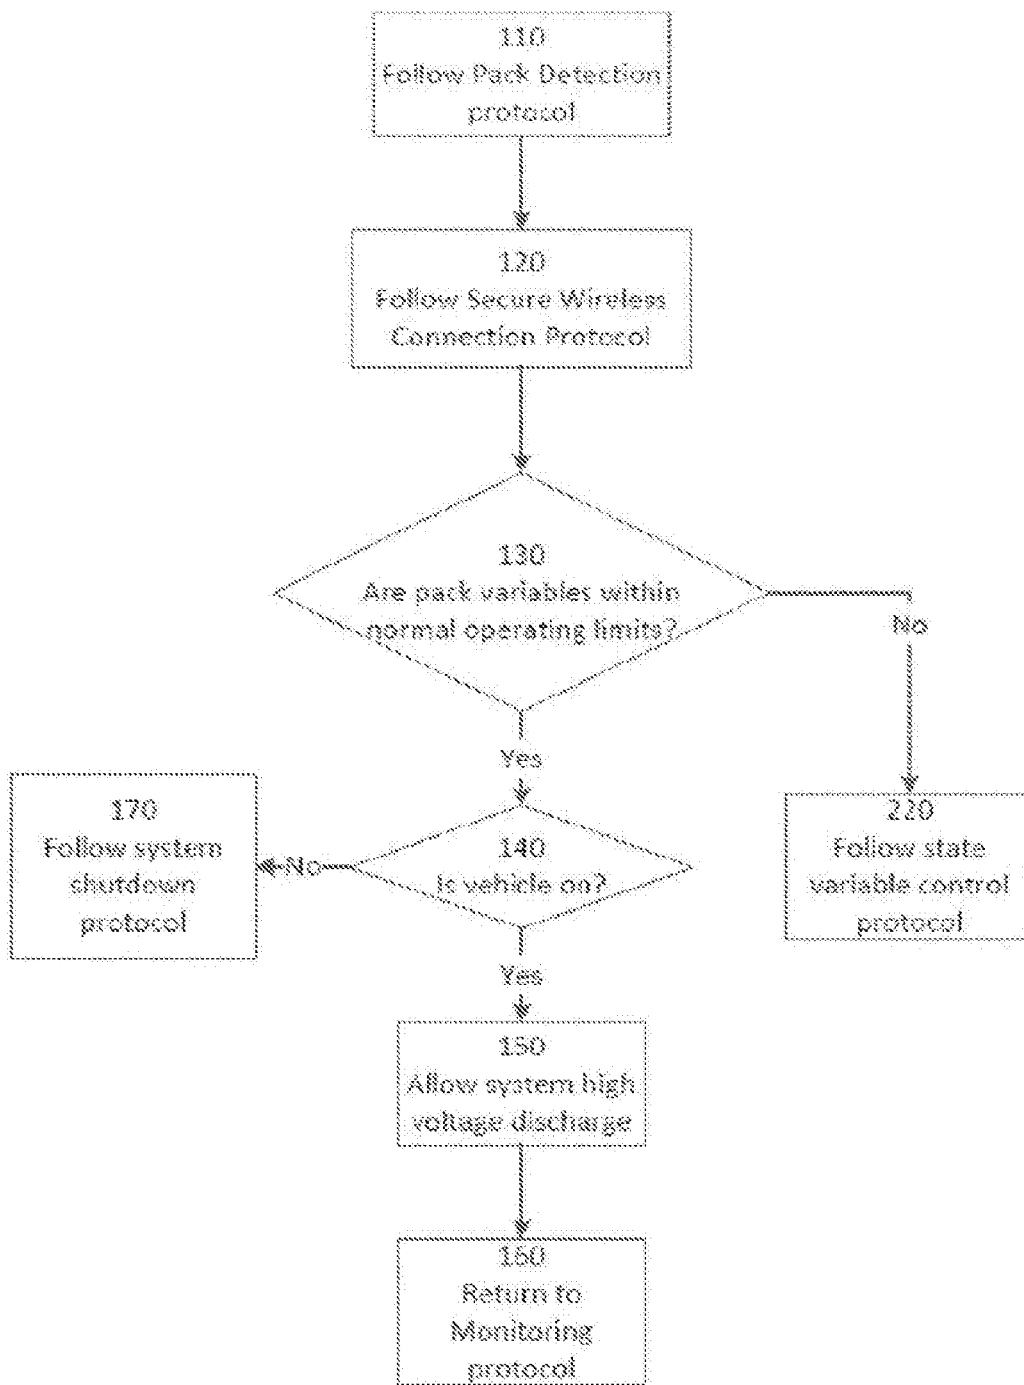 110
Follow Pack Detection
protocol
120
Follow Secure Wireless
Connection Protocol
130
Are pack variables within
normal operating limits?
No
Yes
170
Follow system
shutdown
protocol
No
140
Is vehicle on?
220
Follow state
variable control
protocol
Yes
150
Allow system high
voltage discharge
160
Return to
Monitoring
protocol